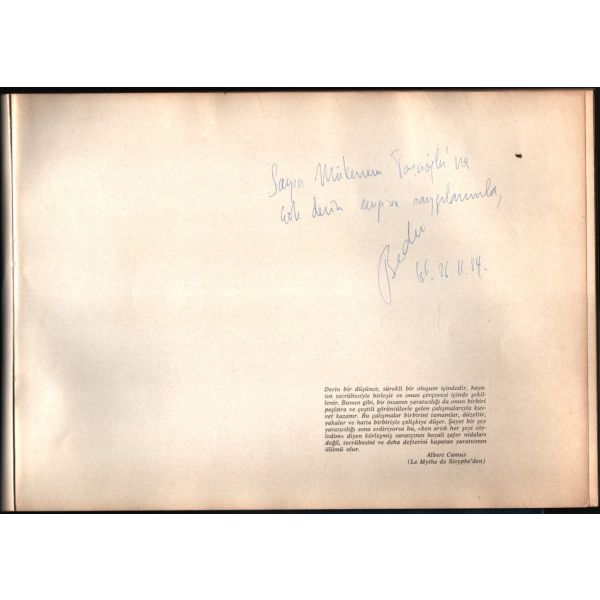 Sayın Mükerrem Taşcıoğlu'na
çok derin sevgi ve saygılarımla,
Bedri
İst. 26.11.84.
Derin bir düşünce, sürekli bir oluşum içindedir, haya-
tın tecrübesiyle birleşir ve onun çerçevesi içinde şekil-
lenir. Bunun gibi, bir insanın yaratıcılığı da onun birbiri
peşisıra ve çeşitli görüntülerle gelen çalışmalarıyla kuv-
vet kazanır. Bu çalışmalar birbirini tamamlar, düzeltir,
yakalar ve hatta birbiriyle çelişkiye düşer. Şayet bir şey
yaratıcılığı sona erdiriyorsa bu, «ben artık her şeyi söy-
ledim» diyen körleşmiş sanatçının hayali zafer nidaları
değil, tecrübesini ve deha defterini kapatan yaratıcının
ölümü olur.
Albert Camus
(Le Mythe de Sisyphe'den)